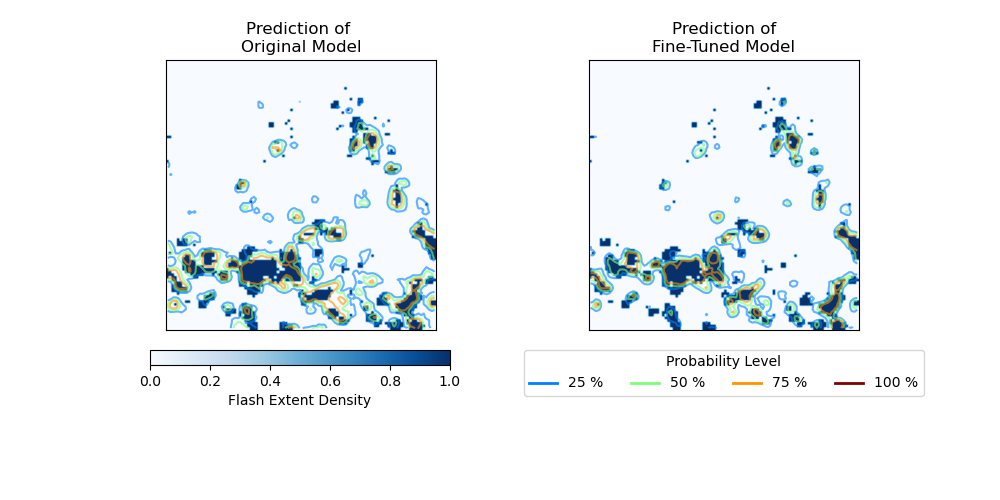 Prediction of
Original Model
Prediction of
Fine-Tuned Model
0.0 0.2 0.4 0.6 0.8 1.0
Flash Extent Density
Probability Level
25 % 50 % 75 % 100 %